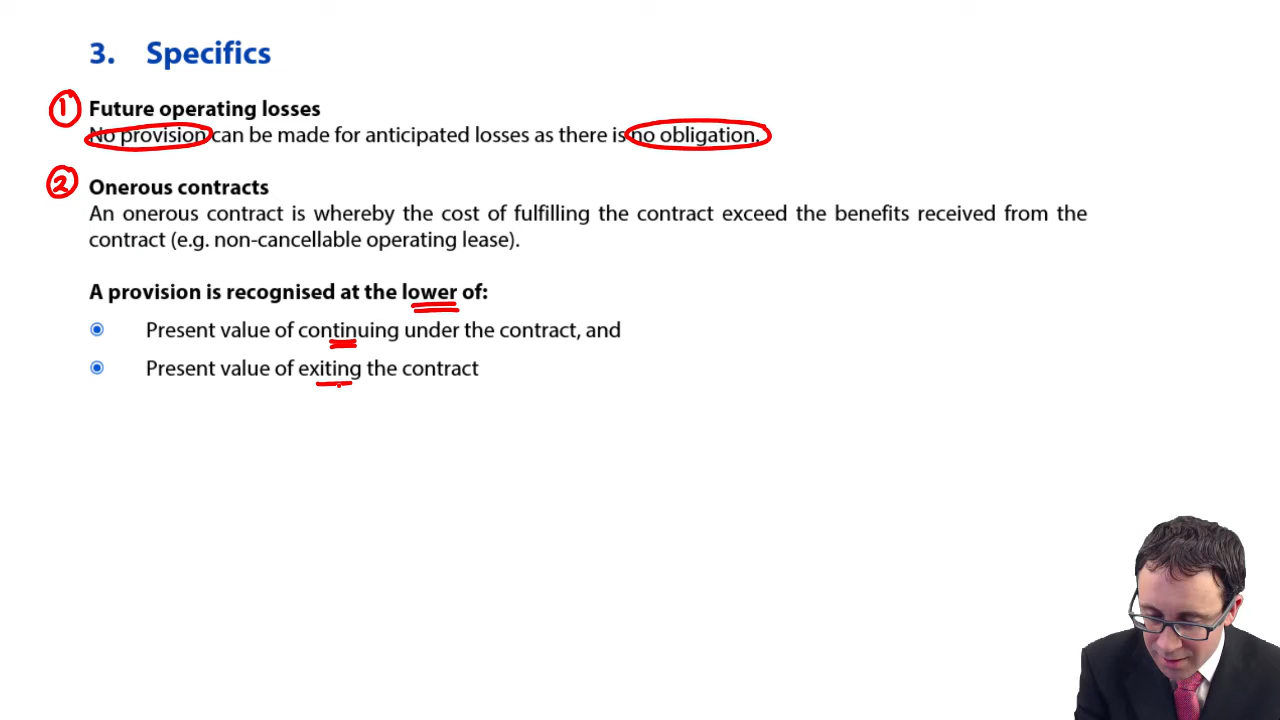 3. Specifics
1
Future operating losses
No provision can be made for anticipated losses as there is no obligation.
2
Onerous contracts
An onerous contract is whereby the cost of fulfilling the contract exceed the benefits received from the
contract (e.g. non-cancellable operating lease).
A provision is recognised at the lower of:
Present value of continuing under the contract, and
Present value of exiting the contract